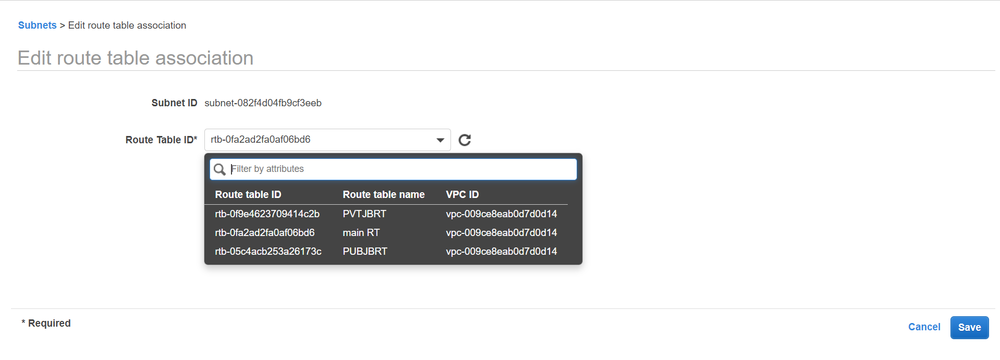 Subnets > Edit route table association
Edit route table association
Subnet ID subnet-082f4d04fb9cf3eeb
Route Table ID* rtb-0fa2ad2fa0af06bd6
Filter by attributes
Route table ID Route table name VPC ID
rtb-0f9e4623709414c2b PVTJBRT vpc-009ce8eab0d7d0d14
rtb-0fa2ad2fa0af06bd6 main RT vpc-009ce8eab0d7d0d14
rtb-05c4acb253a26173c PUBJBRT vpc-009ce8eab0d7d0d14
* Required
Cancel Save